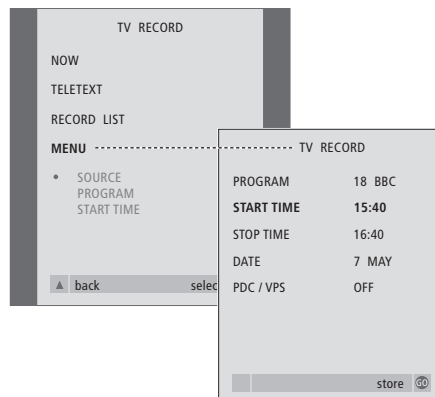 TV RECORD
NOW
TELETEXT
RECORD LIST
MENU
• SOURCE
PROGRAM
START TIME
back selec
TV RECORD
PROGRAM 18 BBC
START TIME 15:40
STOP TIME 16:40
DATE 7 MAY
PDC / VPS OFF
store GO